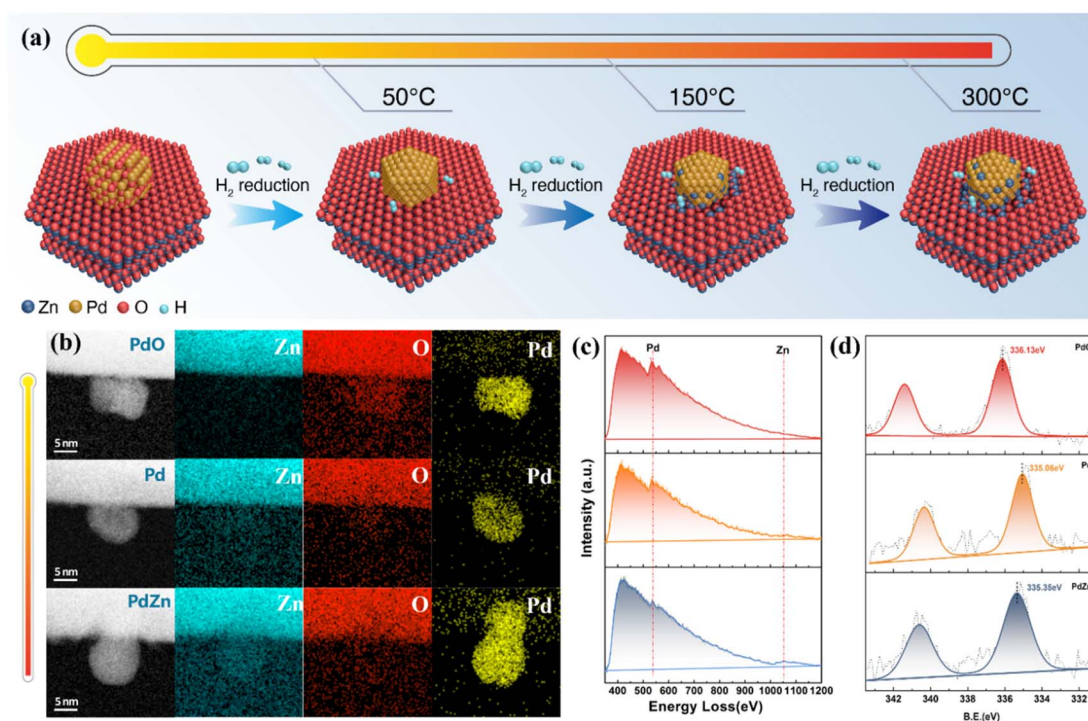 (a)
50°C
150°C
300°C
H₂ reduction
H₂ reduction
H₂ reduction
Zn Pd O H
(b)
PdO
Zn
O
Pd
5 nm
Pd
Zn
O
Pd
5 nm
PdZn
Zn
O
Pd
5 nm
(c)
Pd
Zn
Intensity (a.u.)
400 500 600 700 800 900 1000 1100 1200
Energy Loss(eV)
(d)
336.13eV
335.06eV
335.35eV
PdZn
342 340 338 336 334 332
B.E.(eV)